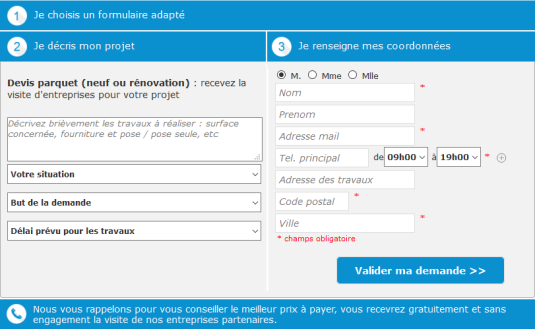 1 Je choisis un formulaire adapté
2 Je décris mon projet
3 Je renseigne mes coordonnées
Devis parquet (neuf ou rénovation) : recevez la
visite d'entreprises pour votre projet
Décrivez brièvement les travaux à réaliser : surface
concernée, fourniture et pose / pose seule, etc
Votre situation
But de la demande
Délai prévu pour les travaux
M. Mme Mlle
Nom *
Prenom
Adresse mail *
Tel. principal de 09h00 à 19h00 *
Adresse des travaux
Code postal *
Ville *
* champs obligatoire
Valider ma demande >>
Nous vous rappelons pour vous conseiller le meilleur prix à payer, vous recevrez gratuitement et sans
engagement la visite de nos entreprises partenaires.